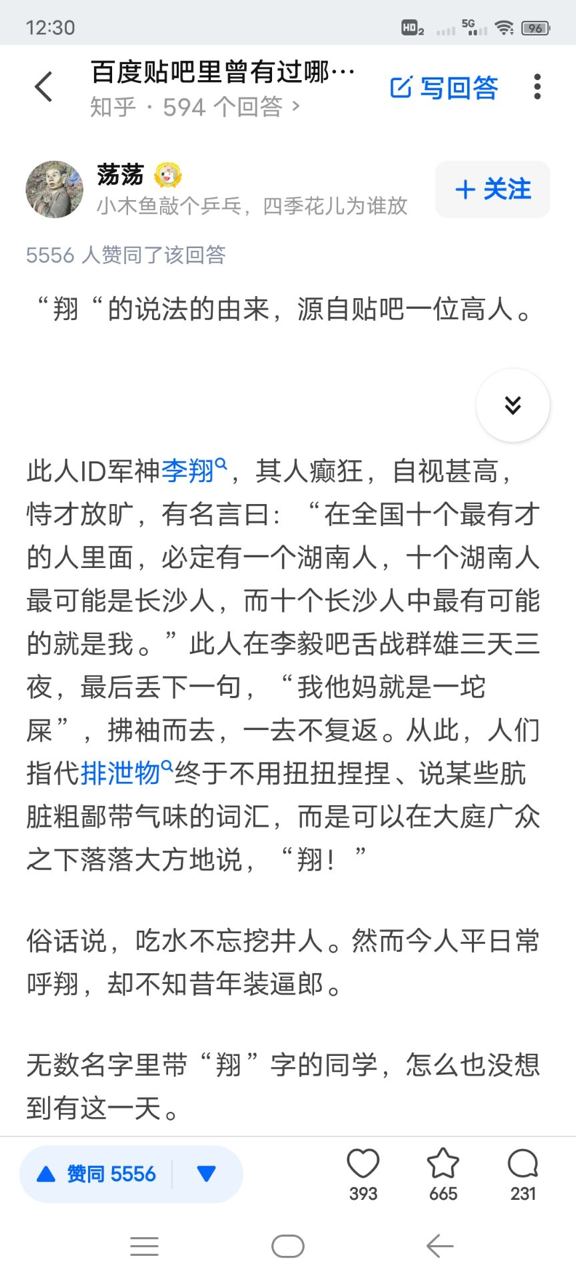 12:30
HD2 5G 96
百度贴吧里曾有过哪…
知乎 · 594 个回答 >
写回答
荡荡
小木鱼敲个乒乓，四季花儿为谁放
+ 关注
5556 人赞同了该回答
“翔“的说法的由来，源自贴吧一位高人。
此人ID军神李翔，其人癫狂，自视甚高，
恃才放旷，有名言曰：“在全国十个最有才
的人里面，必定有一个湖南人，十个湖南人
最可能是长沙人，而十个长沙人中最有可能
的就是我。”此人在李毅吧舌战群雄三天三
夜，最后丢下一句，“我他妈就是一坨
屎”，拂袖而去，一去不复返。从此，人们
指代排泄物终于不用扭扭捏捏、说某些肮
脏粗鄙带气味的词汇，而是可以在大庭广众
之下落落大方地说，“翔！”
俗话说，吃水不忘挖井人。然而今人平日常
呼翔，却不知昔年装逼郎。
无数名字里带“翔”字的同学，怎么也没想
到有这一天。
赞同 5556
393
665
231